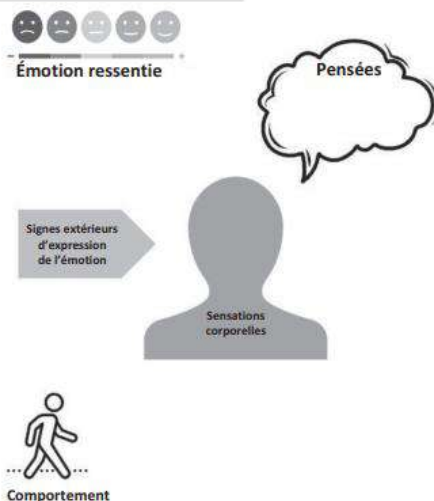 Émotion ressentie
Pensées
Signes extérieurs
d'expression
de l'émotion
Sensations
corporelles
Comportement